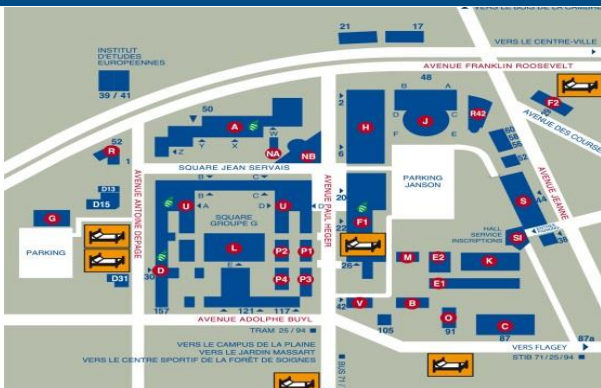 VERS LE BOIS DE LA CAMBRE
21
17
VERS LE CENTRE-VILLE
INSTITUT
D'ETUDES
EUROPEENNES
39 / 41
AVENUE FRANKLIN ROOSEVELT
48
50
2
B
A
H
D
J
C
F
E
R42
F2
AVENUE DES COURSES
60
58
56
52
A
W
Z
Y
X
NA
NB
52
R
1
6
SQUARE JEAN SERVAIS
PARKING
JANSON
AVENUE JEANNE
D13
D15
G
PARKING
D31
AVENUE ANTOINE DEPAGE
B
C
U
A
B
C
D
U
SQUARE
GROUPE G
L
E
P2
P1
P4
P3
30
D
AVENUE PAUL HEGER
20
22
F1
26
S
44
HALL
SERVICE
INSCRIPTIONS
SI
38
M
E2
K
E1
42
V
B
O
C
157
121
117
105
91
87
87a
AVENUE ADOLPHE BUYL
TRAM 25 / 94
VERS LE CAMPUS DE LA PLAINE
VERS LE JARDIN MASSART
VERS LE CENTRE SPORTIF DE LA FORÊT DE SOIGNES
BUS 71 /
VERS FLAGEY
STIB 71 / 25 / 94